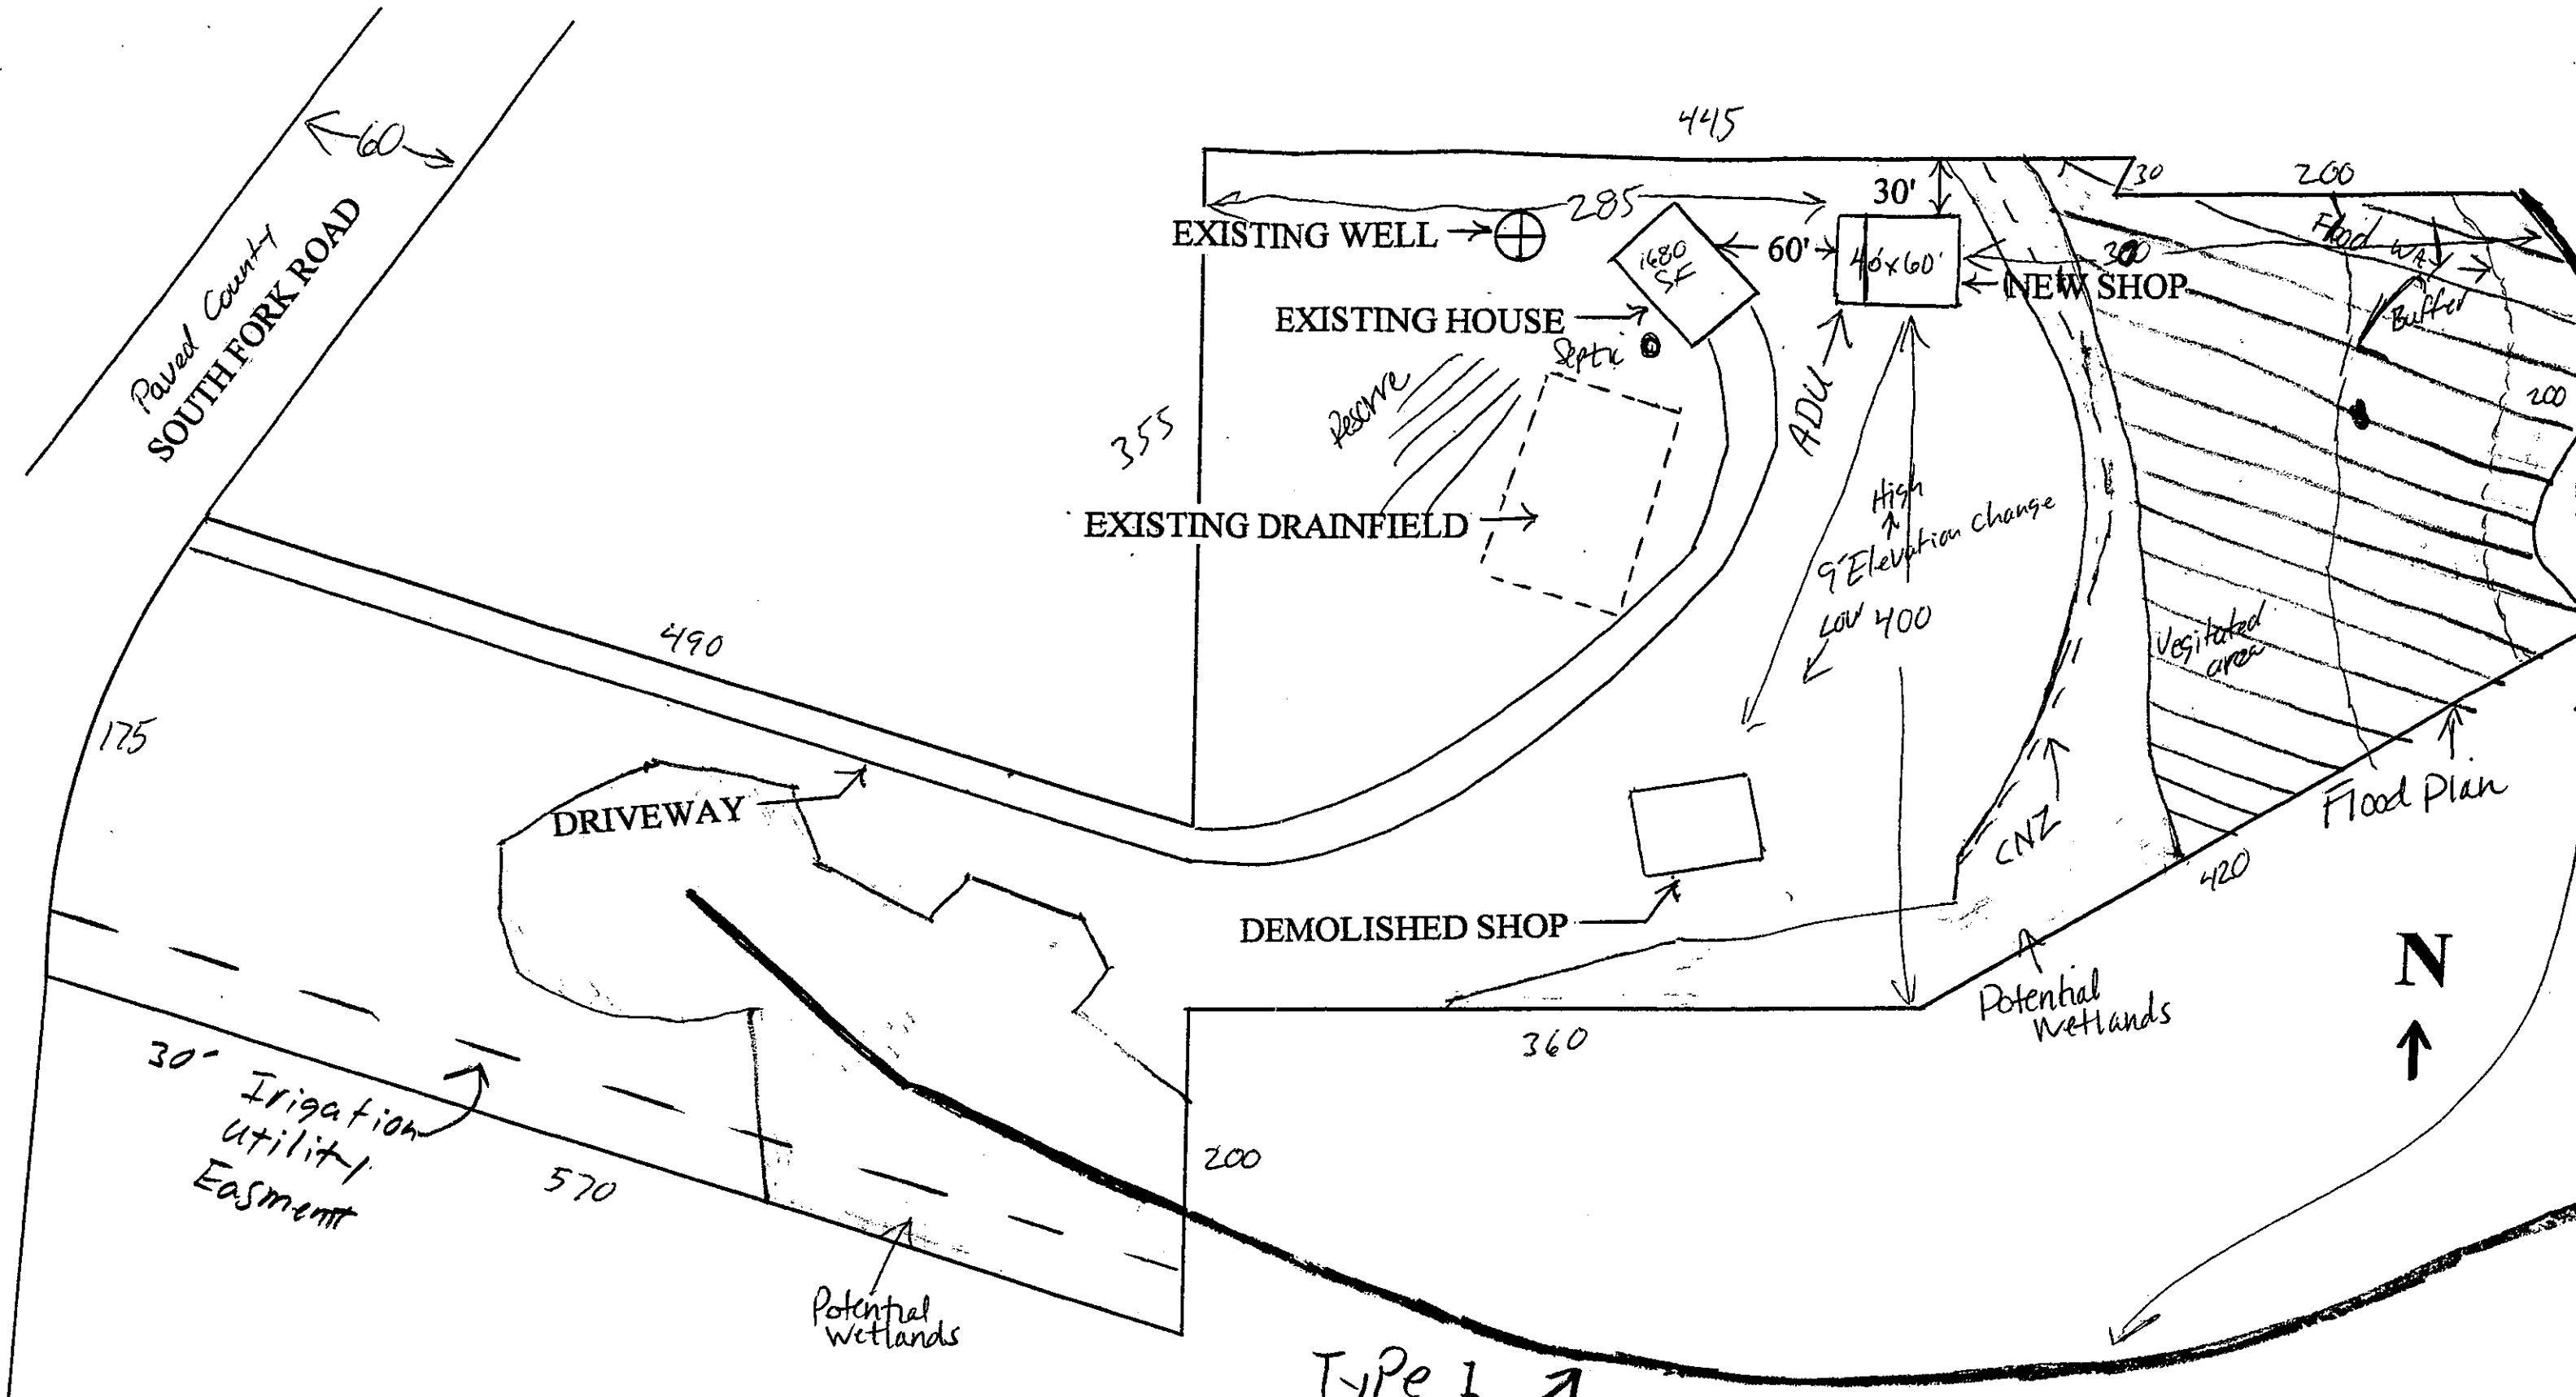 60
Paved County
SOUTH FORK ROAD
445
30
200
285
30'
EXISTING WELL
1680
SF
60'
40x60'
300
Flood
WAY
NEW SHOP
Buffer
EXISTING HOUSE
Septic
ADU
Reserve
355
200
High
EXISTING DRAINFIELD
9' Elevation change
Low
400
490
Vegitated
area
175
DRIVEWAY
Flood Plan
CNZ
420
DEMOLISHED SHOP
N
Potential
Wetlands
360
30'
Irigation
Utility
Easment
570
200
Potential
Wetlands
Type 1